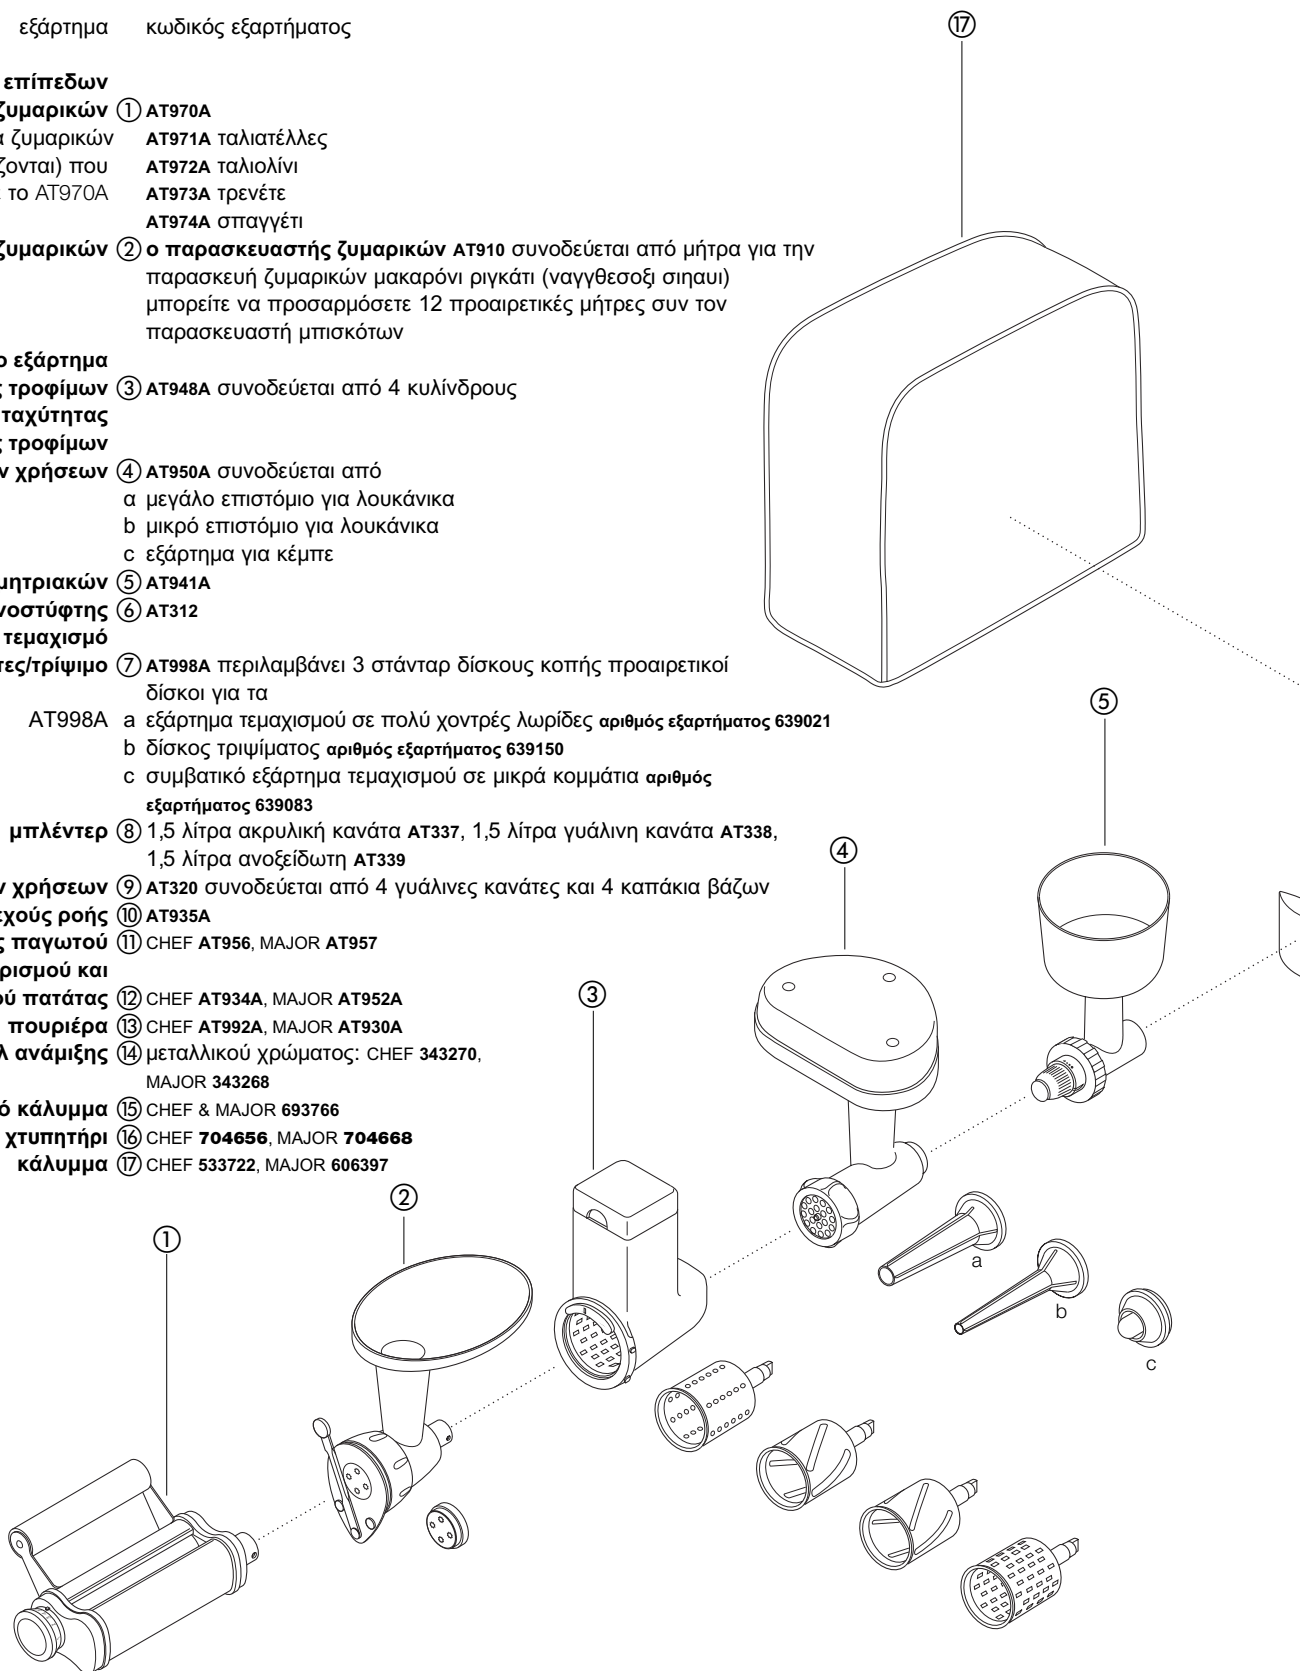 εξάρτημα κωδικός εξαρτήματος
επίπεδων
ζυμαρικών ① AT970A
α ζυμαρικών AT971A ταλιατέλλες
ζονται) που AT972A ταλιολίνι
το AT970A AT973A τρενέτε
AT974A σπαγγέτι
ζυμαρικών ② ο παρασκευαστής ζυμαρικών AT910 συνοδεύεται από μήτρα για την
παρασκευή ζυμαρικών μακαρόνι ριγκάτι (ναγγθεσοξι σιηαυι)
μπορείτε να προσαρμόσετε 12 προαιρετικές μήτρες συν τον
παρασκευαστή μπισκότων
ο εξάρτημα
ς τροφίμων ③ AT948A συνοδεύεται από 4 κυλίνδρους
ταχύτητας
ς τροφίμων
ν χρήσεων ④ AT950A συνοδεύεται από
α μεγάλο επιστόμιο για λουκάνικα
b μικρό επιστόμιο για λουκάνικα
c εξάρτημα για κέμπε
μητριακών ⑤ AT941A
νοστύφτης ⑥ AT312
τεμαχισμό
τες/τρίψιμο ⑦ AT998A περιλαμβάνει 3 στάνταρ δίσκους κοπής προαιρετικοί
δίσκοι για τα
AT998A a εξάρτημα τεμαχισμού σε πολύ χοντρές λωρίδες αριθμός εξαρτήματος 639021
b δίσκος τριψίματος αριθμός εξαρτήματος 639150
c συμβατικό εξάρτημα τεμαχισμού σε μικρά κομμάτια αριθμός
εξαρτήματος 639083
μπλέντερ ⑧ 1,5 λίτρα ακρυλική κανάτα AT337, 1,5 λίτρα γυάλινη κανάτα AT338,
1,5 λίτρα ανοξείδωτη AT339
ν χρήσεων ⑨ AT320 συνοδεύεται από 4 γυάλινες κανάτες και 4 καπάκια βάζων
εχούς ροής ⑩ AT935A
ς παγωτού ⑪ CHEF AT956, MAJOR AT957
ρισμού και
ού πατάτας ⑫ CHEF AT934A, MAJOR AT952A
πουριέρα ⑬ CHEF AT992A, MAJOR AT930A
λ ανάμιξης ⑭ μεταλλικού χρώματος: CHEF 343270,
MAJOR 343268
ό κάλυμμα ⑮ CHEF & MAJOR 693766
χτυπητήρι ⑯ CHEF 704656, MAJOR 704668
κάλυμμα ⑰ CHEF 533722, MAJOR 606397
⑰
⑤
④
③
②
①
a
b
c